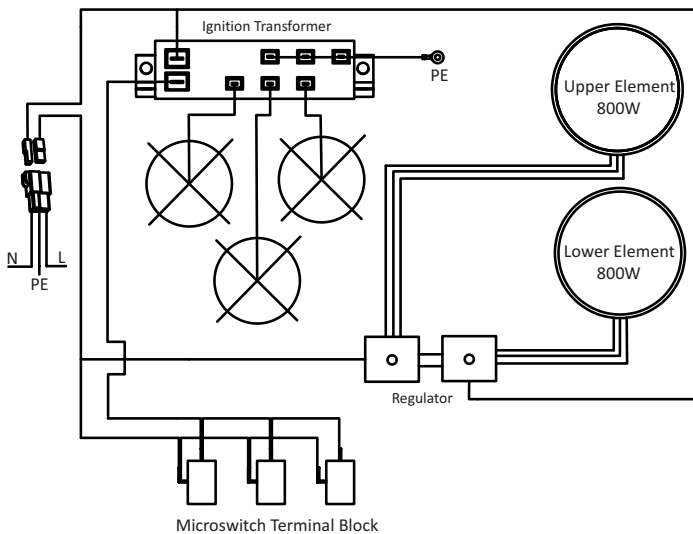 Ignition Transformer
PE
Upper Element
800W
N
L
PE
Lower Element
800W
Regulator
Microswitch Terminal Block